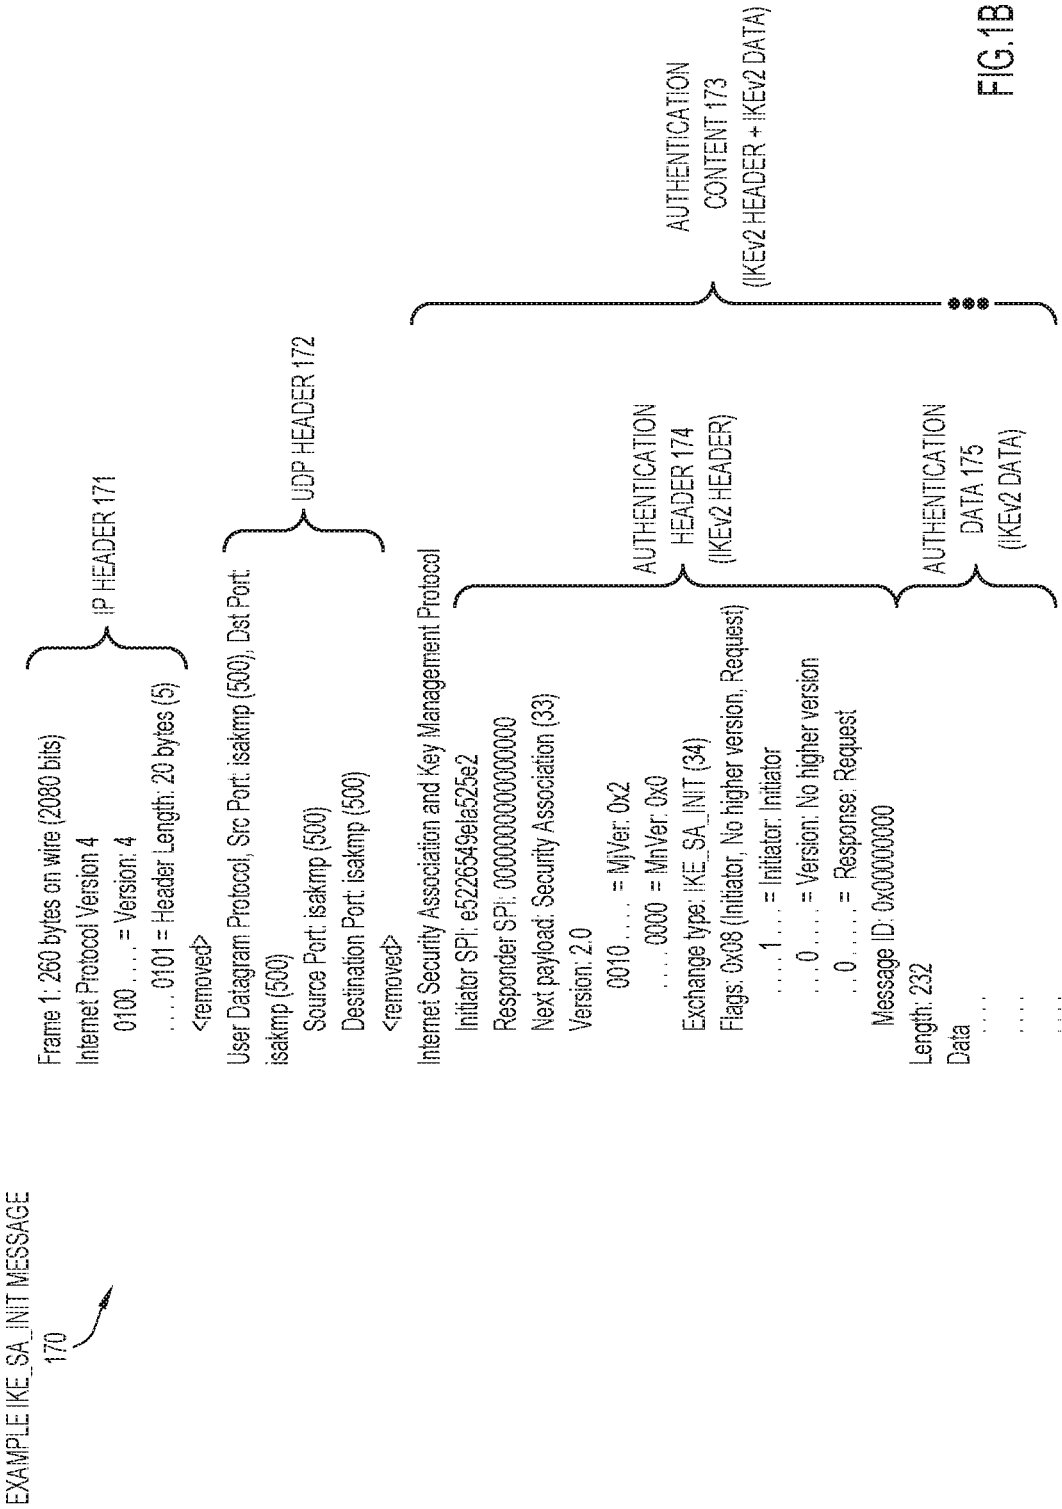 EXAMPLE IKE_SA_INIT MESSAGE
170
Frame 1: 260 bytes on wire (2080 bits)
Internet Protocol Version 4
0100 . . . . = Version: 4
. . . . 0101 = Header Length: 20 bytes (5)
<removed>
IP HEADER 171
User Datagram Protocol, Src Port: isakmp (500), Dst Port:
isakmp (500)
Source Port: isakmp (500)
Destination Port: isakmp (500)
<removed>
UDP HEADER 172
Internet Security Association and Key Management Protocol
Initiator SPI: e5226549ela525e2
Responder SPI: 0000000000000000
Next payload: Security Association (33)
Version: 2.0
0010 . . . . = MjVer: 0x2
. . . . 0000 = MnVer: 0x0
Exchange type: IKE_SA_INIT (34)
Flags: 0x08 (Initiator, No higher version, Request)
. . . . 1 . . . = Initiator: Initiator
. . . 0 . . . . = Version: No higher version
. . 0 . . . . . = Response: Request
Message ID: 0x00000000
Length: 232
Data
. . . .
. . . .
. . . .
AUTHENTICATION
HEADER 174
(IKEv2 HEADER)
AUTHENTICATION
DATA 175
(IKEv2 DATA)
AUTHENTICATION
CONTENT 173
(IKEv2 HEADER + IKEv2 DATA)
FIG.1B